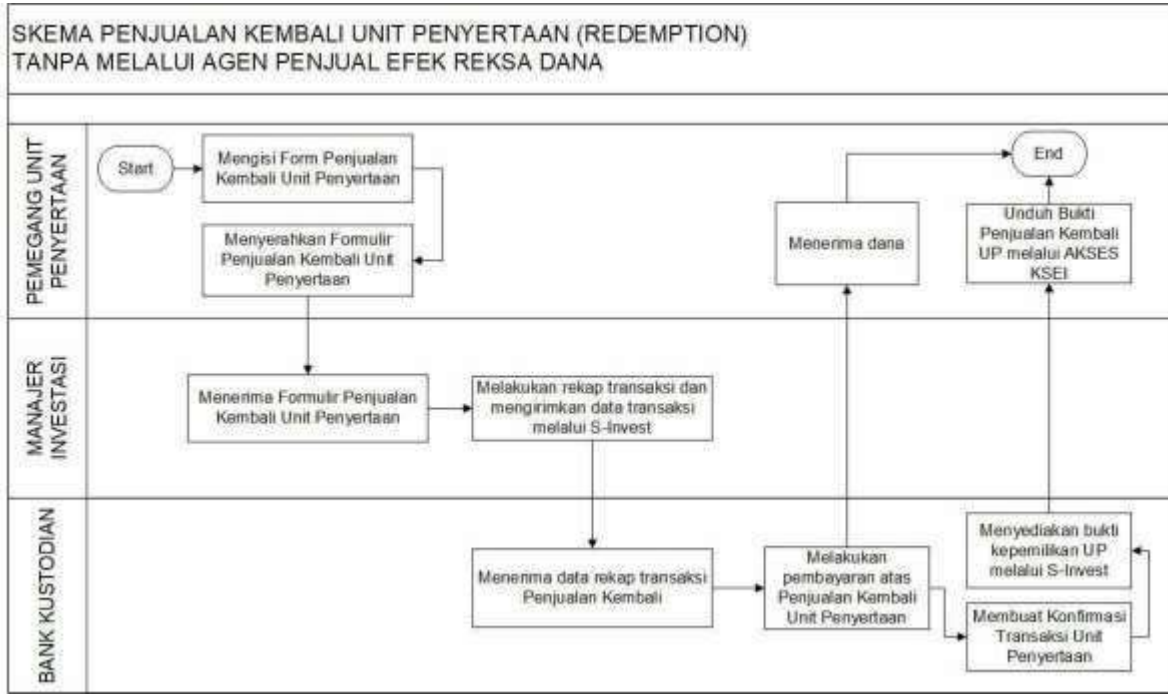 SKEMA PENJUALAN KEMBALI UNIT PENYERTAAN (REDEMPTION)
TANPA MELALUI AGEN PENJUAL EFEK REKSA DANA
PEMEGANG UNIT
PENYERTAAN
Start
Mengisi Form Penjualan
Kembali Unit Penyertaan
Menyerahkan Formulir
Penjualan Kembali Unit
Penyertaan
Menerima dana
End
Unduh Bukti
Penjualan Kembali
UP melalui AKSES
KSEI
MANAJER
INVESTASI
Menerima Formulir Penjualan
Kembali Unit Penyertaan
Melakukan rekap transaksi dan
mengirimkan data transaksi
melalui S-Invest
BANK KUSTODIAN
Menerima data rekap transaksi
Penjualan Kembali
Melakukan
pembayaran atas
Penjualan Kembali
Unit Penyertaan
Menyediakan bukti
kepemilikan UP
melalui S-Invest
Membuat Konfirmasi
Transaksi Unit
Penyertaan